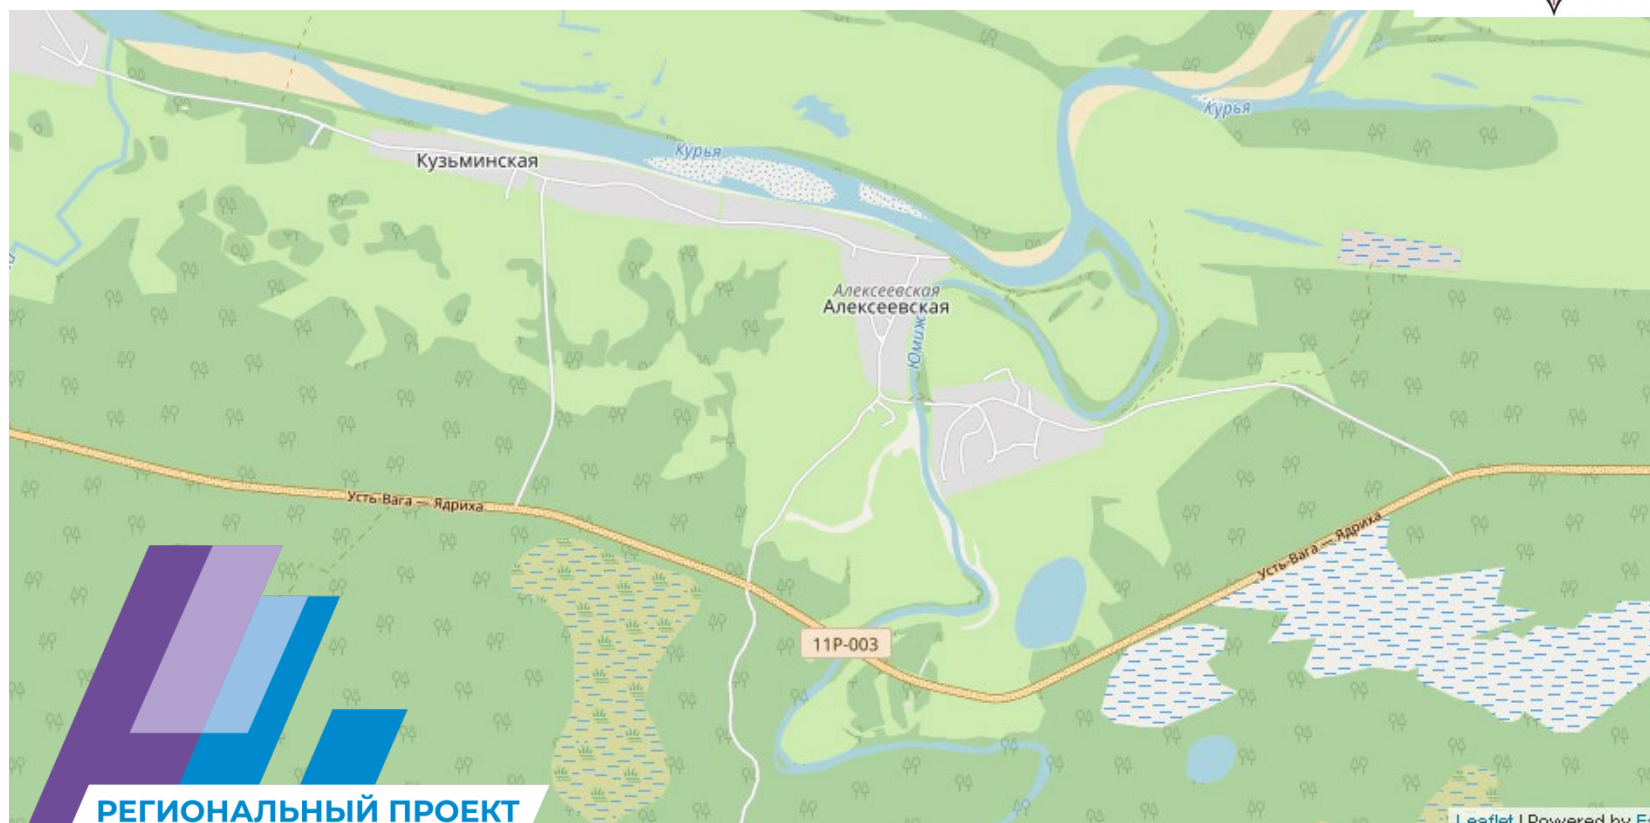 Курья
Кузьминская
Курья
Алексеевская
Алексеевская
Юмиж
Усть-Вага — Ядриха
Усть-Вага — Ядриха
11Р-003
РЕГИОНАЛЬНЫЙ ПРОЕКТ
Leaflet | Powered by E